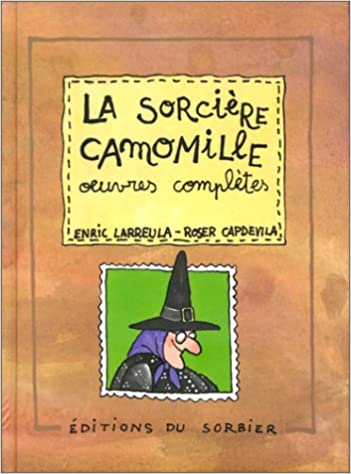 LA SORCIÈRE
CAMOMILLE
oeuvres complètes
ENRIC LARREULA - ROSER CAPDEVILA
ÉDITIONS DU SORBIER